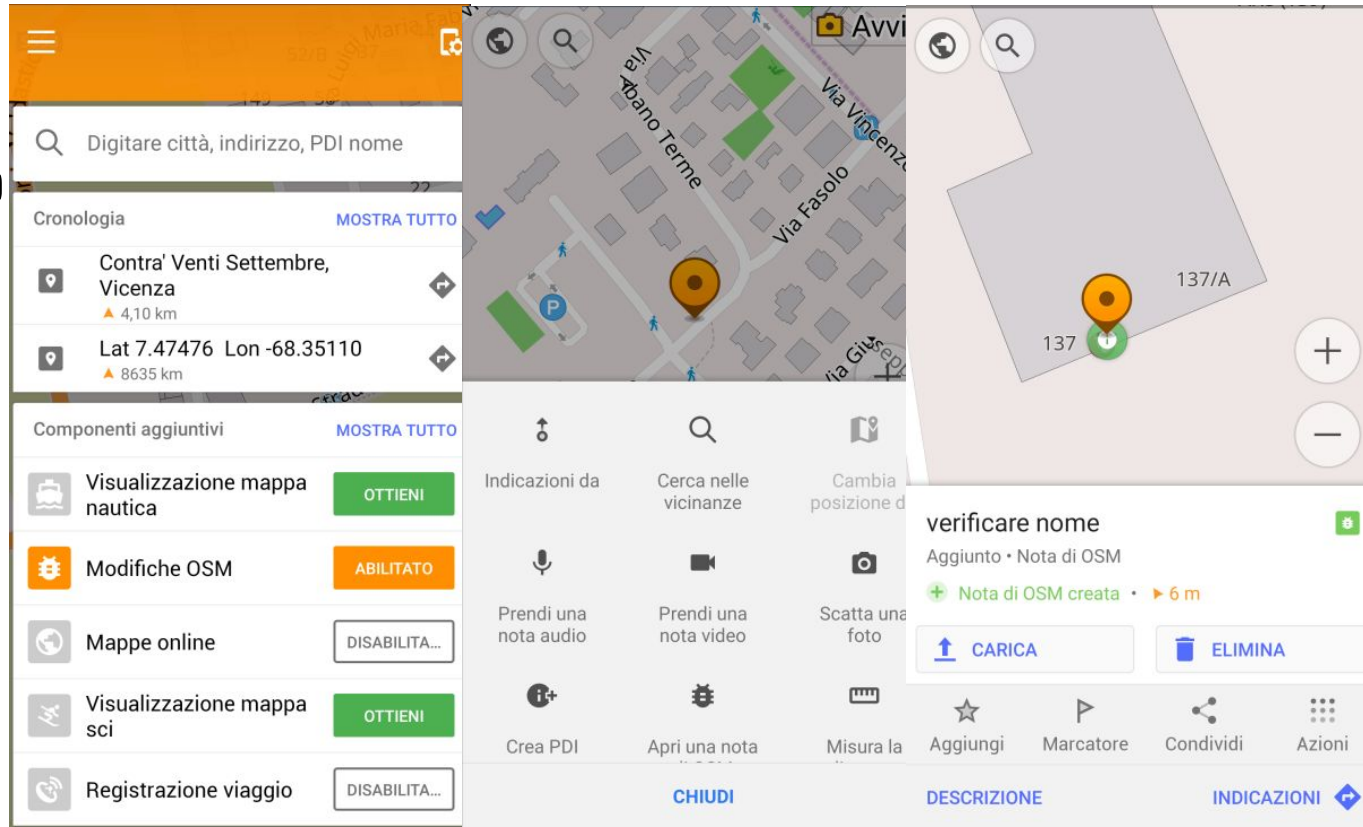 Digitare città, indirizzo, PDI nome
Cronologia
MOSTRA TUTTO
Contra' Venti Settembre,
Vicenza
4,10 km
Lat 7.47476 Lon -68.35110
8635 km
Componenti aggiuntivi
MOSTRA TUTTO
Visualizzazione mappa
nautica
OTTIENI
Modifiche OSM
ABILITATO
Mappe online
DISABILITA...
Visualizzazione mappa
sci
OTTIENI
Registrazione viaggio
DISABILITA...
Avvi
Via Abano Terme
Via Vincenzo
Via Fasolo
P
Via Giusepp
Indicazioni da
Cerca nelle
vicinanze
Cambia
posizione d
Prendi una
nota audio
Prendi una
nota video
Scatta una
foto
Crea PDI
Apri una nota
Misura la
CHIUDI
137/A
137
verificare nome
Aggiunto • Nota di OSM
Nota di OSM creata • 6 m
CARICA
ELIMINA
Aggiungi
Marcatore
Condividi
Azioni
DESCRIZIONE
INDICAZIONI